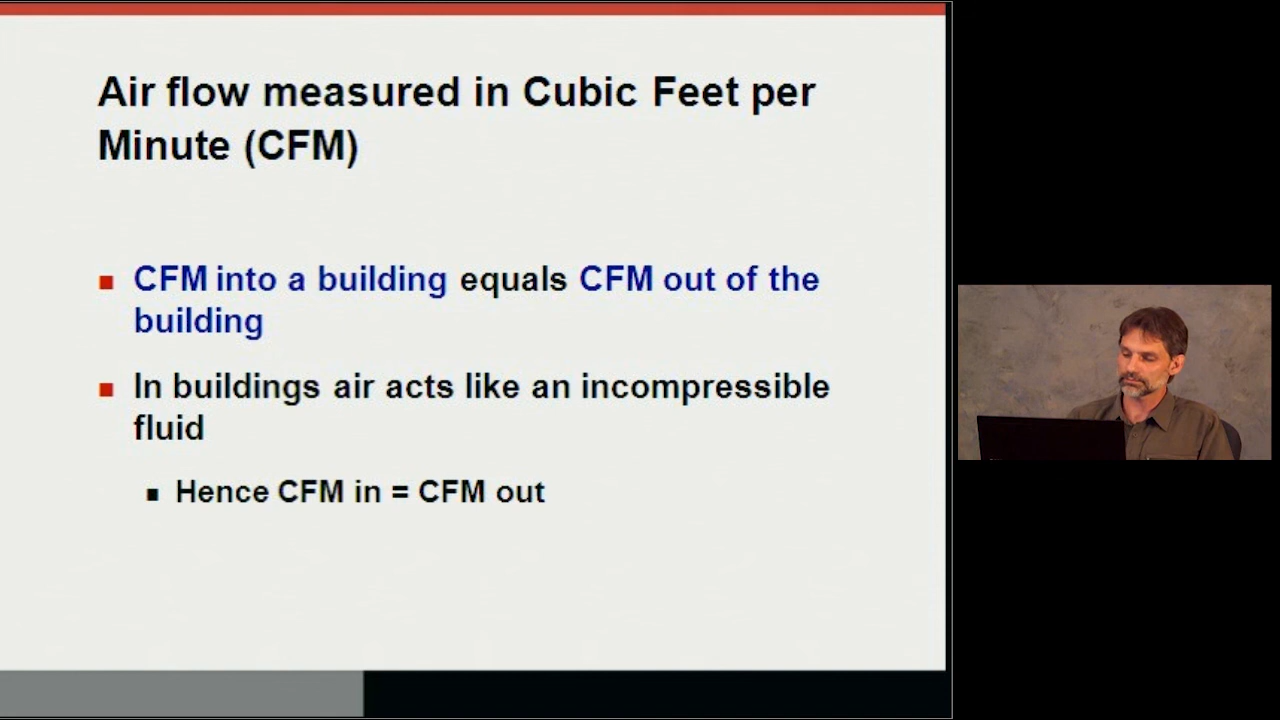 Air flow measured in Cubic Feet per
Minute (CFM)
CFM into a building equals CFM out of the
building
In buildings air acts like an incompressible
fluid
Hence CFM in = CFM out